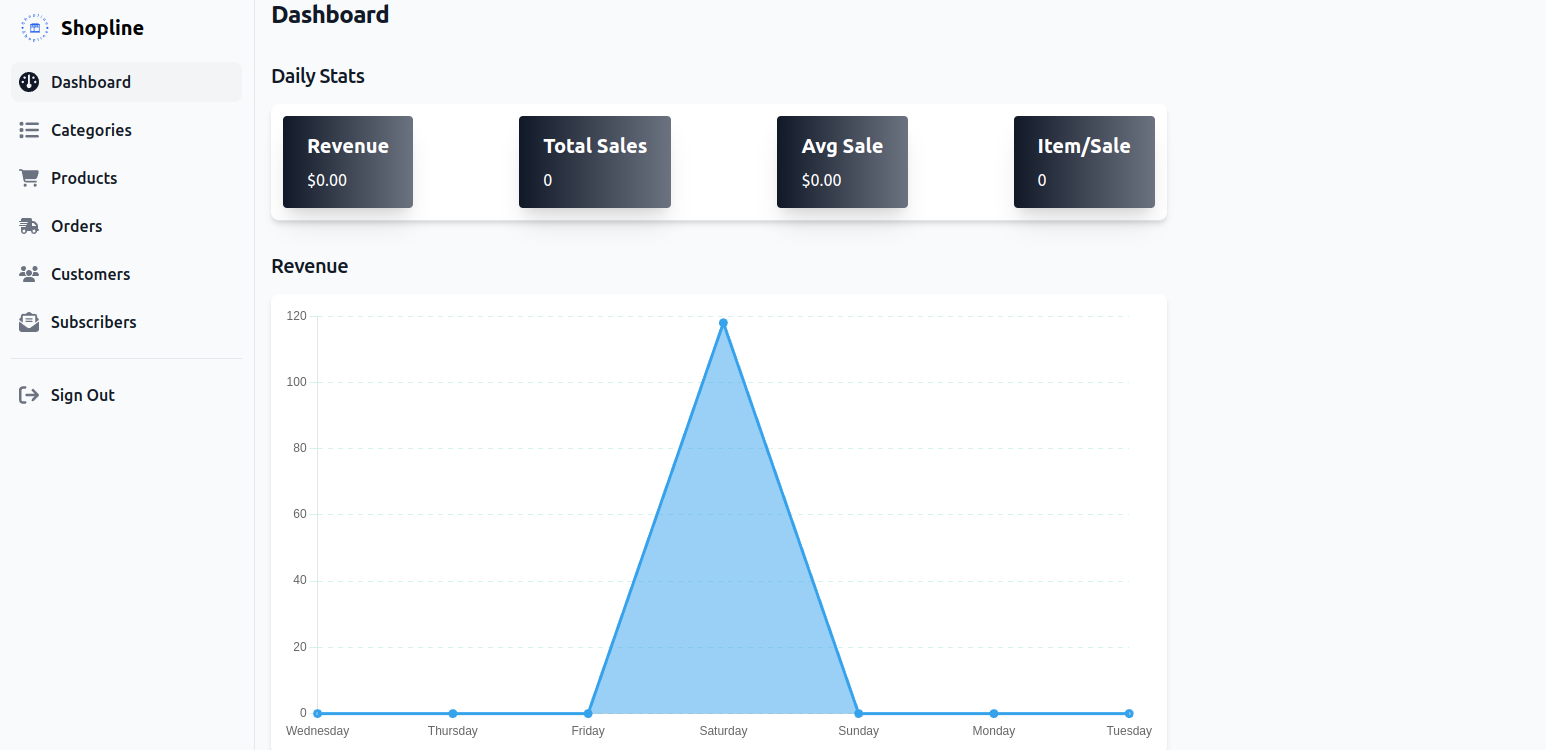 Shopline
Dashboard
Categories
Products
Orders
Customers
Subscribers
Sign Out
Dashboard
Daily Stats
Revenue
$0.00
Total Sales
0
Avg Sale
$0.00
Item/Sale
0
Revenue
120
100
80
60
40
20
0
Wednesday Thursday Friday Saturday Sunday Monday Tuesday